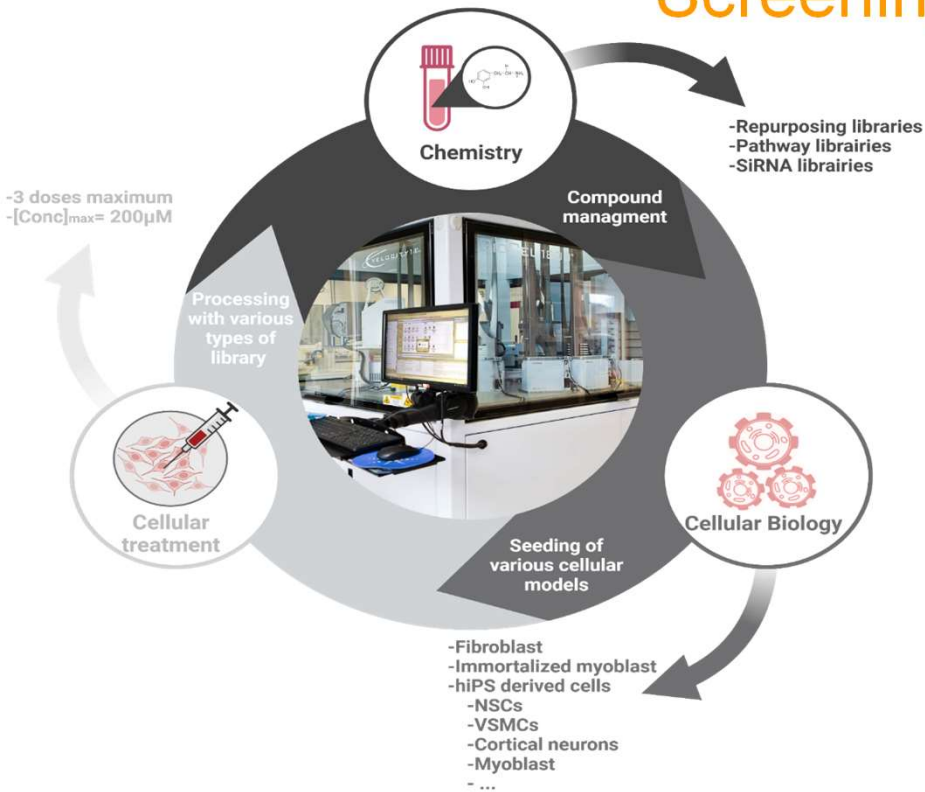 Screenin
Chemistry
-Repurposing libraries
-Pathway librairies
-SiRNA librairies
Compound
managment
-3 doses maximum
-[Conc]max= 200µM
Processing
with various
types of
library
Cellular
treatment
Cellular Biology
Seeding of
various cellular
models
-Fibroblast
-Immortalized myoblast
-hiPS derived cells
-NSCs
-VSMCs
-Cortical neurons
-Myoblast
- ...